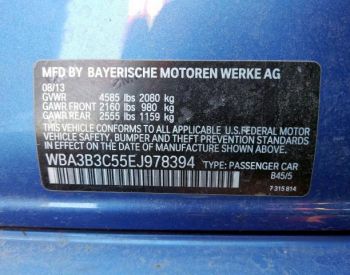 MFD BY BAYERISCHE MOTOREN WERKE AG
08/13
GVWR 4585 lbs 2080 kg
GAWR FRONT 2160 lbs 980 kg
GAWR REAR 2555 lbs 1159 kg
THIS VEHICLE CONFORMS TO ALL APPLICABLE U.S.FEDERAL MOTOR
VEHICLE SAFETY, BUMPER, AND THEFT PREVENTION STANDARDS
IN EFFECT ON THE DATE OF MANUFACTURE SHOWN ABOVE.
WBA3B3C55EJ978394 TYPE: PASSENGER CAR
B45/5
7 315 814